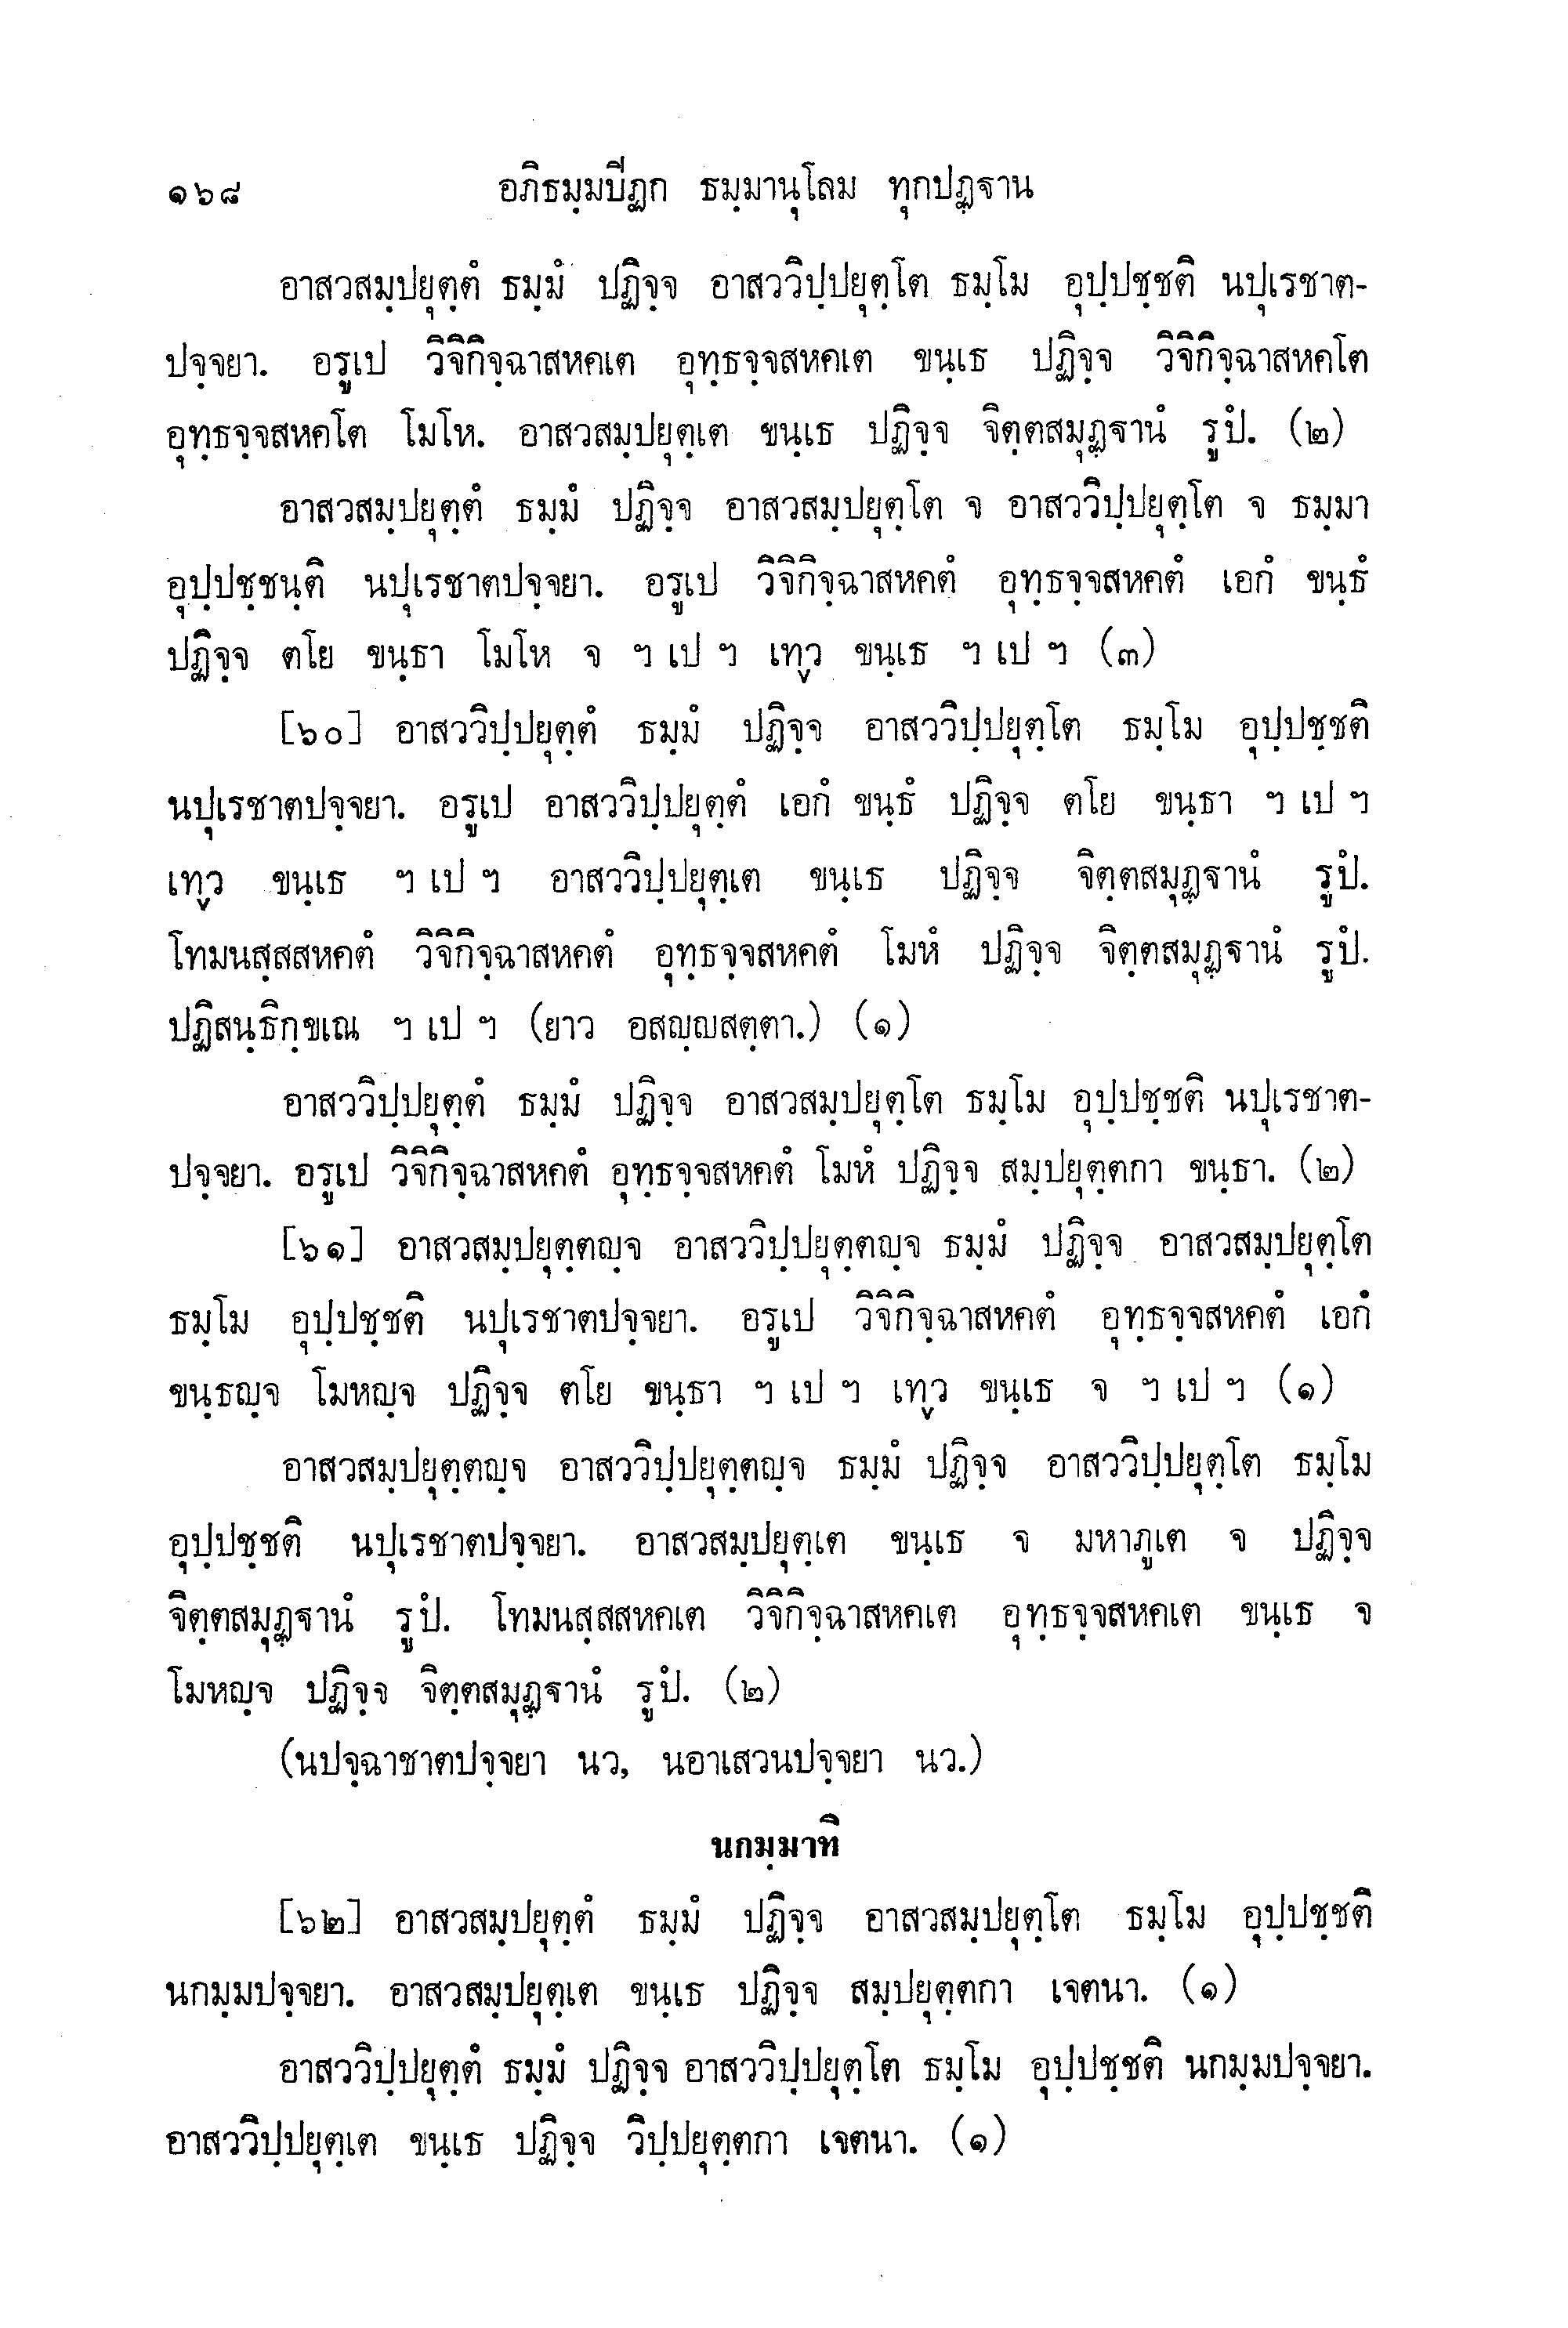 ๑๖๘ อภิธมฺมปีฏก ธมฺมานุโลม ทุกปฏฺฐาน
อาสวสมฺปยุตฺตํ ธมฺมํ ปฏิจฺจ อาสววิปฺปยุตฺโต ธมฺโม อุปฺปชฺชติ นปุเรชาต-
ปจฺจยา. อรูเป วิจิกิจฺฉาสหคเต อุทฺธจฺจสหคเต ขนฺเธ ปฏิจฺจ วิจิกิจฺฉาสหคโต
อุทฺธจฺจสหคโต โมโห. อาสวสมฺปยุตฺเต ขนฺเธ ปฏิจฺจ จิตฺตสมุฏฺฐานํ รูปํ. (๒)
อาสวสมฺปยุตฺตํ ธมฺมํ ปฏิจฺจ อาสวสมฺปยุตฺโต จ อาสววิปฺปยุตฺโต จ ธมฺมา
อุปฺปชฺชนฺติ นปุเรชาตปจฺจยา. อรูเป วิจิกิจฺฉาสหคตํ อุทฺธจฺจสหคตํ เอกํ ขนฺธํ
ปฏิจฺจ ตโย ขนฺธา โมโห จ ฯ เป ฯ เทฺว ขนฺเธ ฯ เป ฯ (๓)
[๖๐] อาสววิปฺปยุตฺตํ ธมฺมํ ปฏิจฺจ อาสววิปฺปยุตฺโต ธมฺโม อุปฺปชฺชติ
นปุเรชาตปจฺจยา. อรูเป อาสววิปฺปยุตฺตํ เอกํ ขนฺธํ ปฏิจฺจ ตโย ขนฺธา ฯ เป ฯ
เทฺว ขนฺเธ ฯ เป ฯ อาสววิปฺปยุตฺเต ขนฺเธ ปฏิจฺจ จิตฺตสมุฏฺฐานํ รูปํ.
โทมนสฺสสหคตํ วิจิกิจฺฉาสหคตํ อุทฺธจฺจสหคตํ โมหํ ปฏิจฺจ จิตฺตสมุฏฺฐานํ รูปํ.
ปฏิสนฺธิกฺขเณ ฯ เป ฯ (ยาว อสญฺญสตฺตา.) (๑)
อาสววิปฺปยุตฺตํ ธมฺมํ ปฏิจฺจ อาสวสมฺปยุตฺโต ธมฺโม อุปฺปชฺชติ นปุเรชาต-
ปจฺจยา. อรูเป วิจิกิจฺฉาสหคตํ อุทฺธจฺจสหคตํ โมหํ ปฏิจฺจ สมฺปยุตฺตกา ขนฺธา. (๒)
[๖๑] อาสวสมฺปยุตฺตญฺจ อาสววิปฺปยุตฺตญฺจ ธมฺมํ ปฏิจฺจ อาสวสมฺปยุตฺโต
ธมฺโม อุปฺปชฺชติ นปุเรชาตปจฺจยา. อรูเป วิจิกิจฺฉาสหคตํ อุทฺธจฺจสหคตํ เอกํ
ขนฺธญฺจ โมหญฺจ ปฏิจฺจ ตโย ขนฺธา ฯ เป ฯ เทฺว ขนฺเธ จ ฯ เป ฯ (๑)
อาสวสมฺปยุตฺตญฺจ อาสววิปฺปยุตฺตญฺจ ธมฺมํ ปฏิจฺจ อาสววิปฺปยุตฺโต ธมฺโม
อุปฺปชฺชติ นปุเรชาตปจฺจยา. อาสวสมฺปยุตฺเต ขนฺเธ จ มหาภูเต จ ปฏิจฺจ
จิตฺตสมุฏฺฐานํ รูปํ. โทมนสฺสสหคเต วิจิกิจฺฉาสหคเต อุทฺธจฺจสหคเต ขนฺเธ จ
โมหญฺจ ปฏิจฺจ จิตฺตสมุฏฺฐานํ รูปํ. (๒)
(นปจฺฉาชาตปจฺจยา นว, นอาเสวนปจฺจยา นว.)
นกมฺมาทิ
[๖๒] อาสวสมฺปยุตฺตํ ธมฺมํ ปฏิจฺจ อาสวสมฺปยุตฺโต ธมฺโม อุปฺปชฺชติ
นกมฺมปจฺจยา. อาสวสมฺปยุตฺเต ขนฺเธ ปฏิจฺจ สมฺปยุตฺตกา เจตนา. (๑)
อาสววิปฺปยุตฺตํ ธมฺมํ ปฏิจฺจ อาสววิปฺปยุตฺโต ธมฺโม อุปฺปชฺชติ นกมฺมปจฺจยา.
อาสววิปฺปยุตฺเต ขนฺเธ ปฏิจฺจ วิปฺปยุตฺตกา เจตนา. (๑)